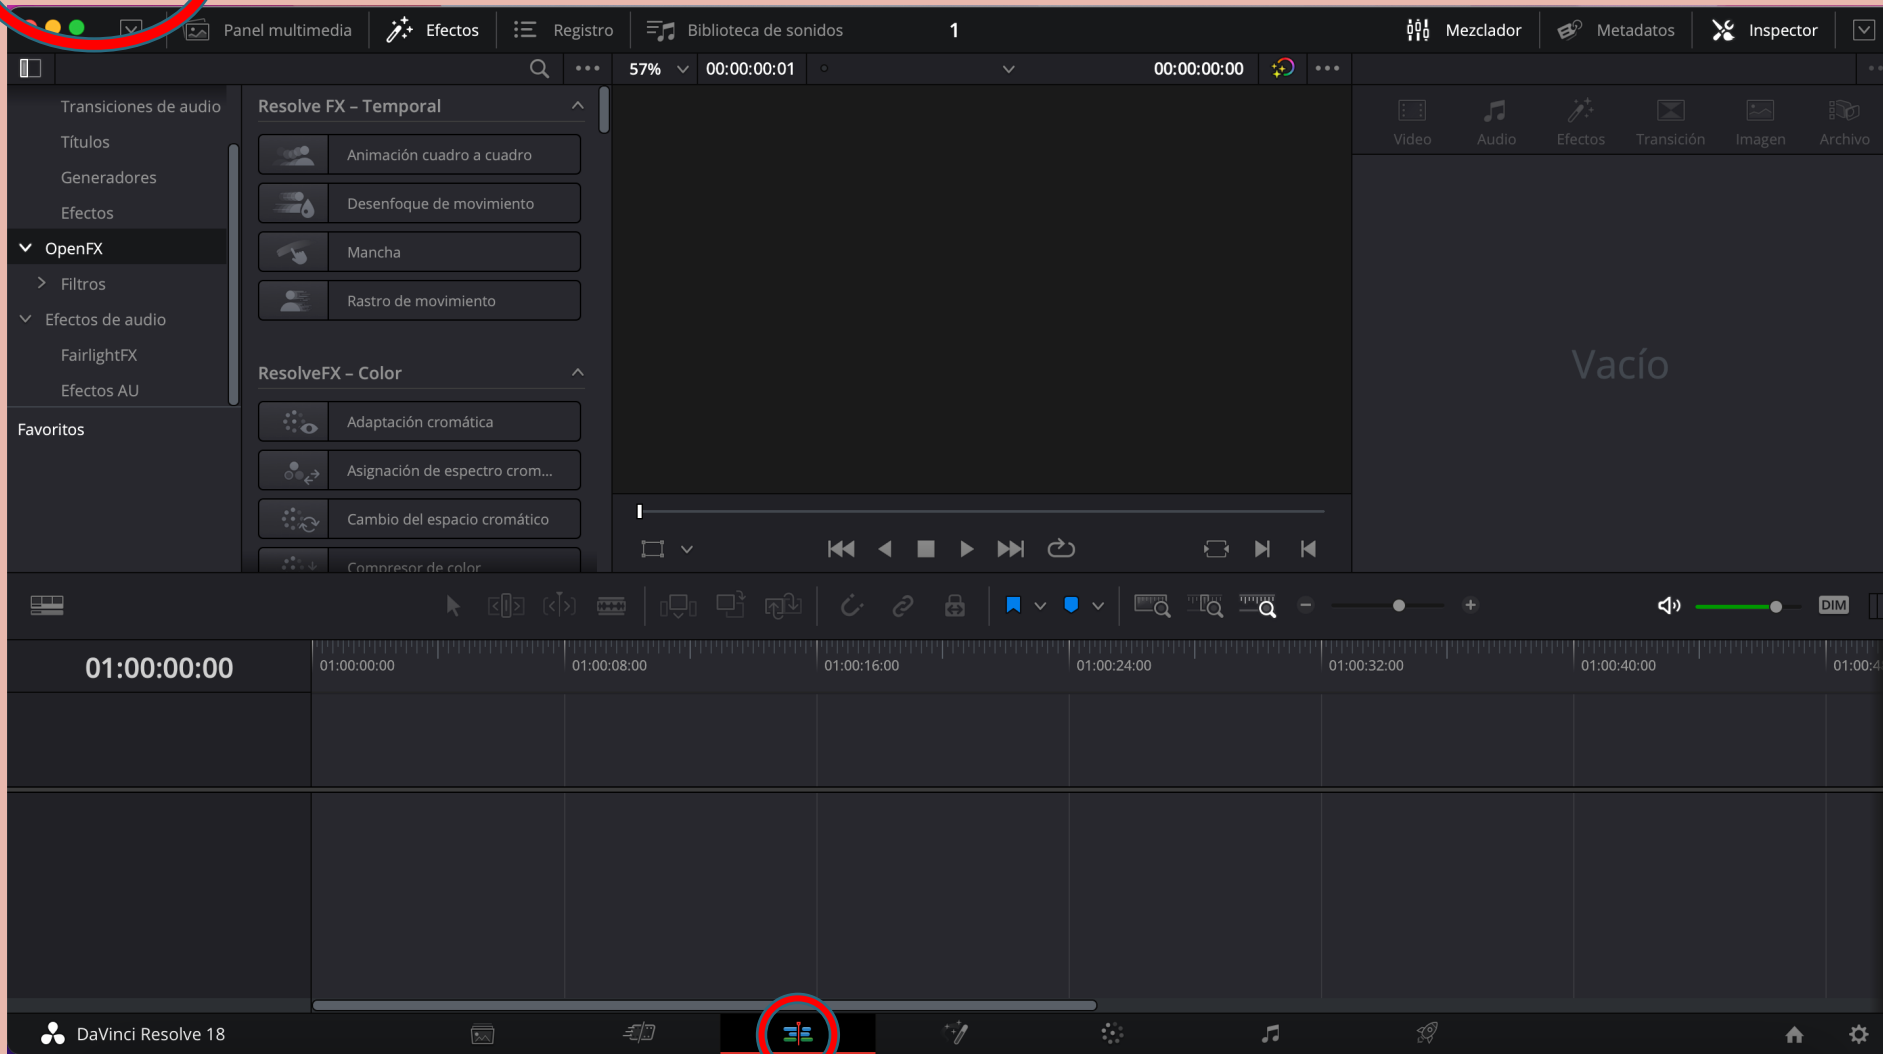 Panel multimedia Efectos Registro Biblioteca de sonidos 1 Mezclador Metadatos Inspector
57% 00:00:00:01 00:00:00:00
Transiciones de audio
Títulos
Generadores
Efectos
OpenFX
Filtros
Efectos de audio
FairlightFX
Efectos AU
Favoritos
Resolve FX – Temporal
Animación cuadro a cuadro
Desenfoque de movimiento
Mancha
Rastro de movimiento
ResolveFX – Color
Adaptación cromática
Asignación de espectro crom...
Cambio del espacio cromático
Compresor de color
Video Audio Efectos Transición Imagen Archivo
Vacío
DIM
01:00:00:00
01:00:00:00 01:00:08:00 01:00:16:00 01:00:24:00 01:00:32:00 01:00:40:00 01:00:4
DaVinci Resolve 18